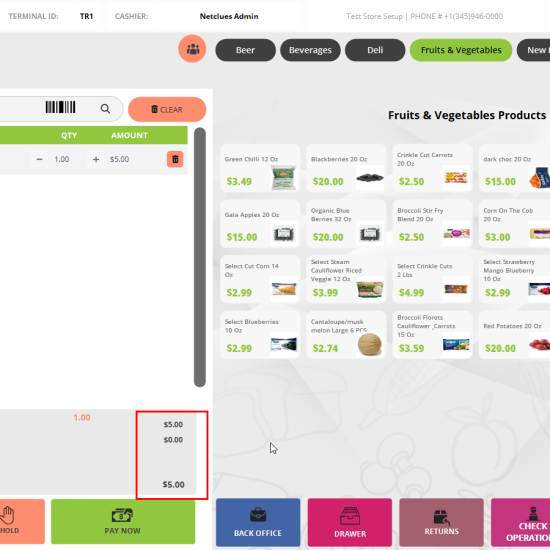 TERMINAL ID: TR1 CASHIER: Netclues Admin Test Store Setup | PHONE # +1(345)946-0000
Beer Beverages Deli Fruits & Vegetables New
CLEAR
Fruits & Vegetables Products
QTY AMOUNT
1.00 $5.00
Green Chilli 12 Oz
$3.49
Blackberries 20 Oz
$20.00
Crinkle Cut Carrots
20 Oz
$2.50
dark choc 20 Oz
$15.00
Gala Apples 20 Oz
$15.00
Organic Blue
Berries 32 Oz
$20.00
Broccoli Stir Fry
Blend 20 Oz
$2.50
Corn On The Cob
20 Oz
$3.00
Select Cut Corn 14
Oz
$2.99
Select Steam
Cauliflower Riced
Veggie 12 Oz
$3.99
Select Crinkle Cuts
2 Lbs
$4.99
Select Strawberry
Mango Blueberry
10 Oz
$2.99
Select Blueberries
10 Oz
$2.99
Cantaloupe/musk
melon Large 6 PCS
$2.74
Broccoli Florets
Cauliflower ,Carrots
15 Oz
$3.59
Red Potatoes 20 Oz
$20.00
1.00 $5.00
$0.00
$5.00
HOLD
PAY NOW
BACK OFFICE
DRAWER
RETURNS
CHECK
OPERATION